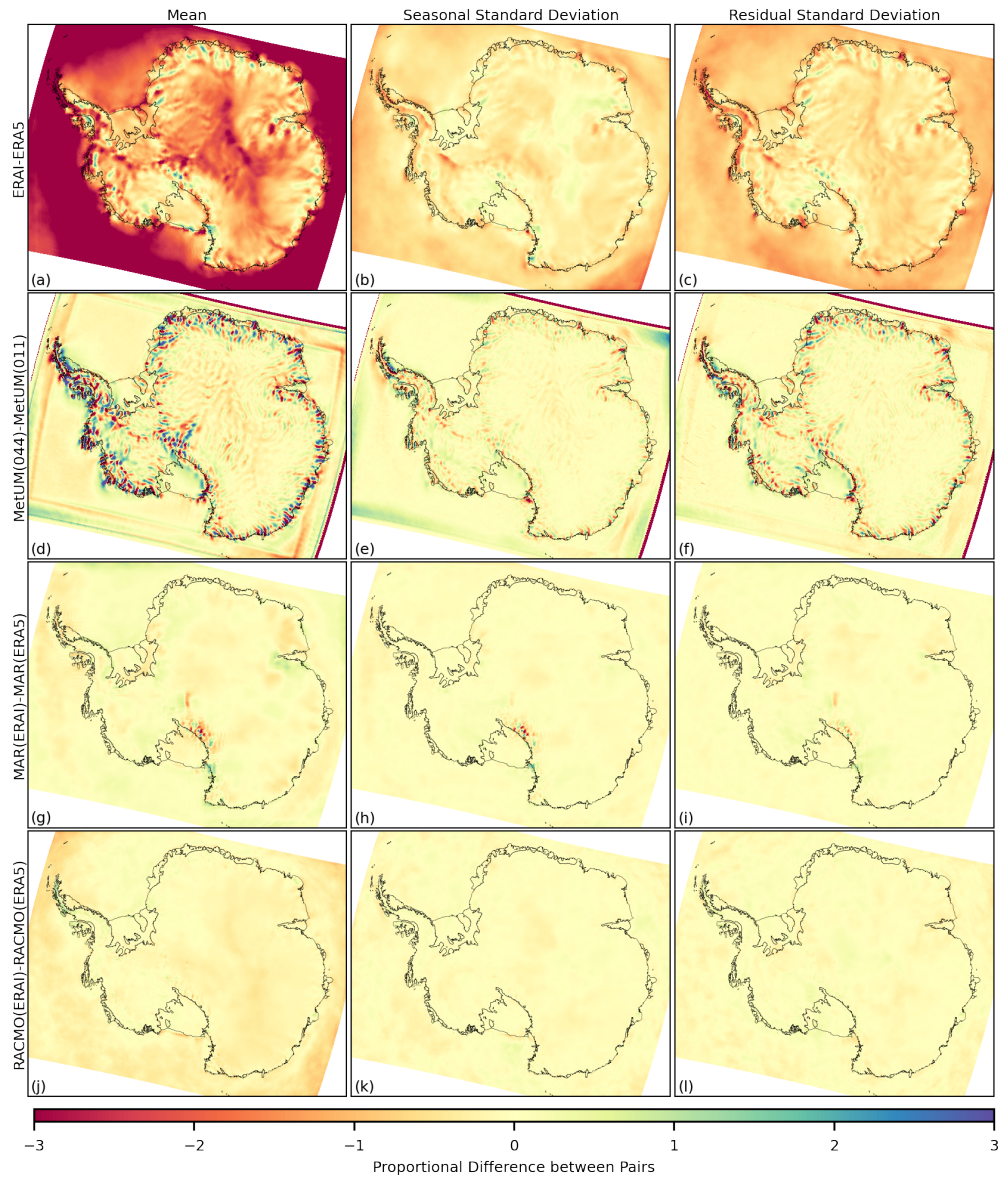 Mean
Seasonal Standard Deviation
Residual Standard Deviation
ERAI-ERA5
(a)
(b)
(c)
MetUM(044)-MetUM(011)
(d)
(e)
(f)
MAR(ERAI)-MAR(ERA5)
(g)
(h)
(i)
RACMO(ERAI)-RACMO(ERA5)
(j)
(k)
(l)
−3
−2
−1
0
1
2
3
Proportional Difference between Pairs